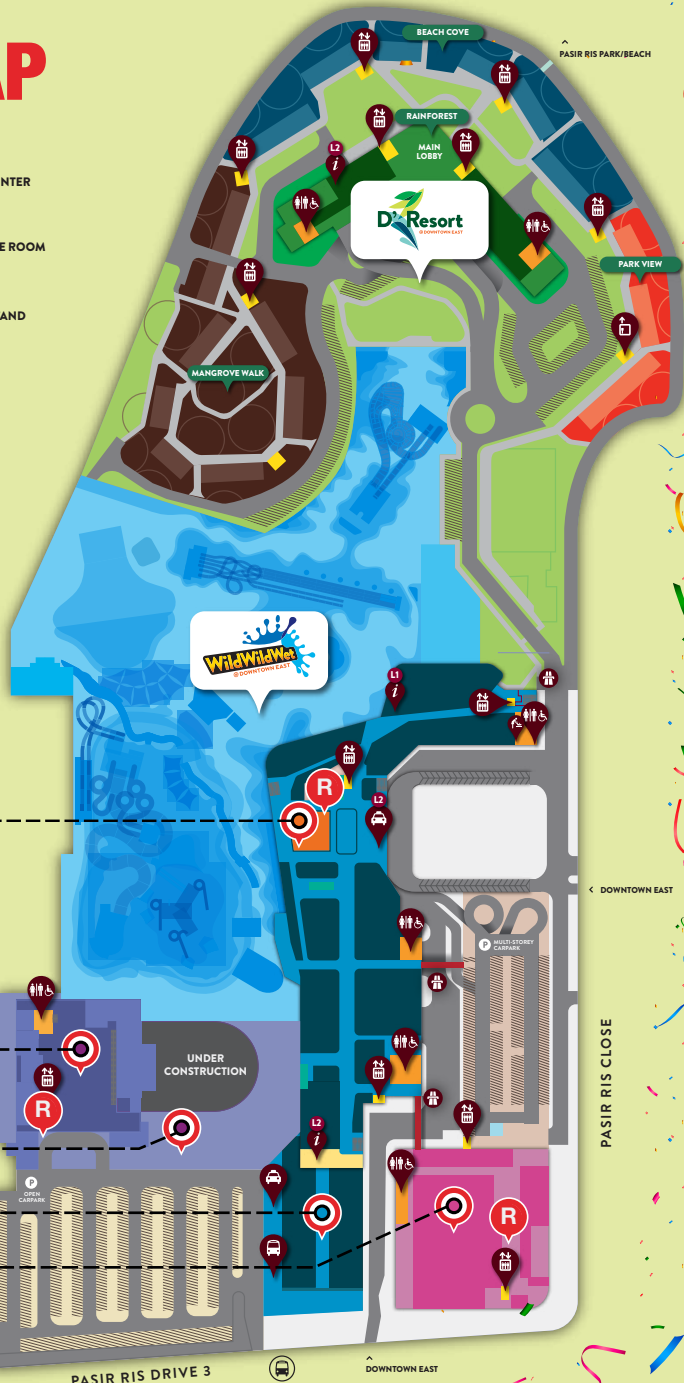 AP
BEACH COVE
PASIR RIS PARK/BEACH
RAINFOREST
MAIN
LOBBY
L2
i
NTER
D'Resort
@DOWNTOWN EAST
E ROOM
PARK VIEW
AND
MANGROVE WALK
WildWildWet
@DOWNTOWN EAST
L1
i
R
L2
DOWNTOWN EAST
P
MULTI-STOREY
CARPARK
UNDER
CONSTRUCTION
PASIR RIS CLOSE
R
L2
i
P
OPEN
CARPARK
R
PASIR RIS DRIVE 3
DOWNTOWN EAST